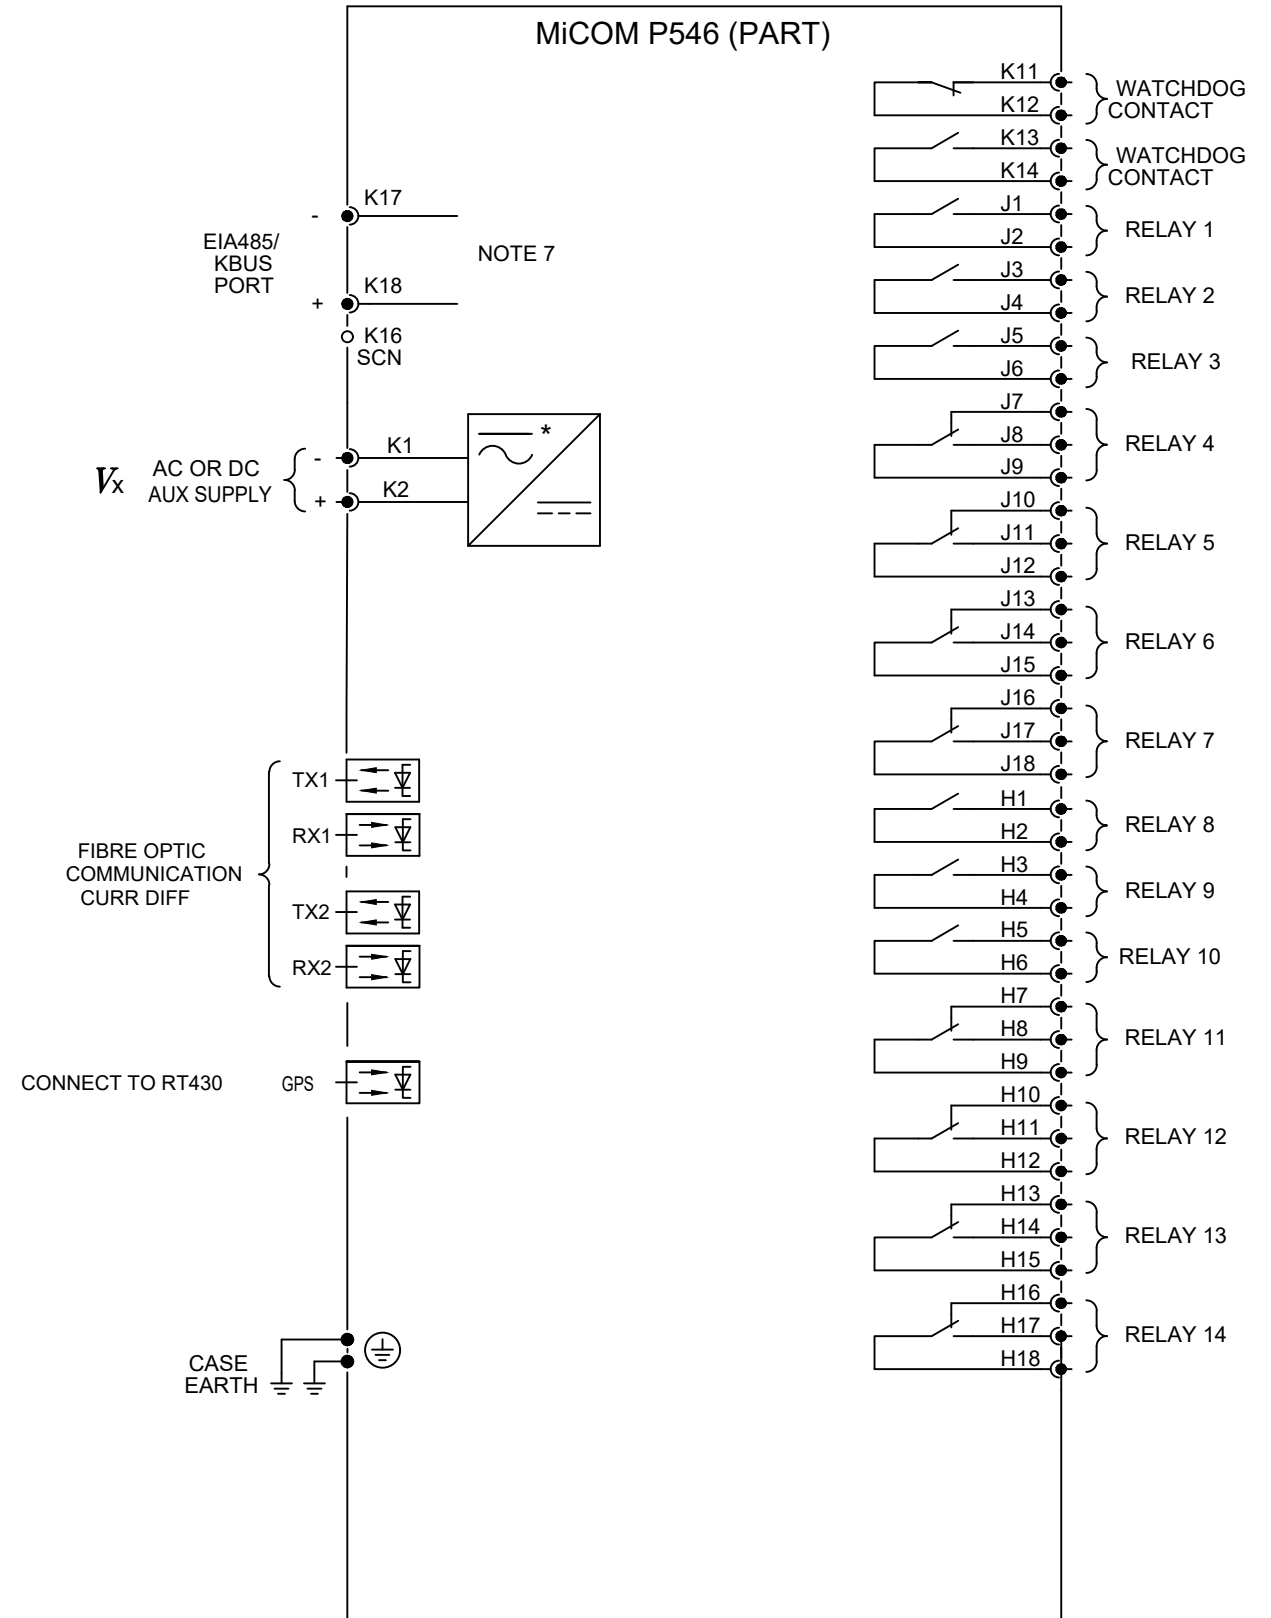 MiCOM P546 (PART)
K17
-
EIA485/
KBUS
PORT
NOTE 7
K18
+
K16
SCN
K1
-
Vx
AC OR DC
AUX SUPPLY
*
K2
+
TX1
RX1
FIBRE OPTIC
COMMUNICATION
CURR DIFF
TX2
RX2
CONNECT TO RT430
GPS
CASE
EARTH
K11
WATCHDOG
CONTACT
K12
K13
WATCHDOG
CONTACT
K14
J1
RELAY 1
J2
J3
RELAY 2
J4
J5
RELAY 3
J6
J7
J8
RELAY 4
J9
J10
J11
RELAY 5
J12
J13
J14
RELAY 6
J15
J16
J17
RELAY 7
J18
H1
RELAY 8
H2
H3
RELAY 9
H4
H5
RELAY 10
H6
H7
H8
RELAY 11
H9
H10
H11
RELAY 12
H12
H13
H14
RELAY 13
H15
H16
H17
RELAY 14
H18